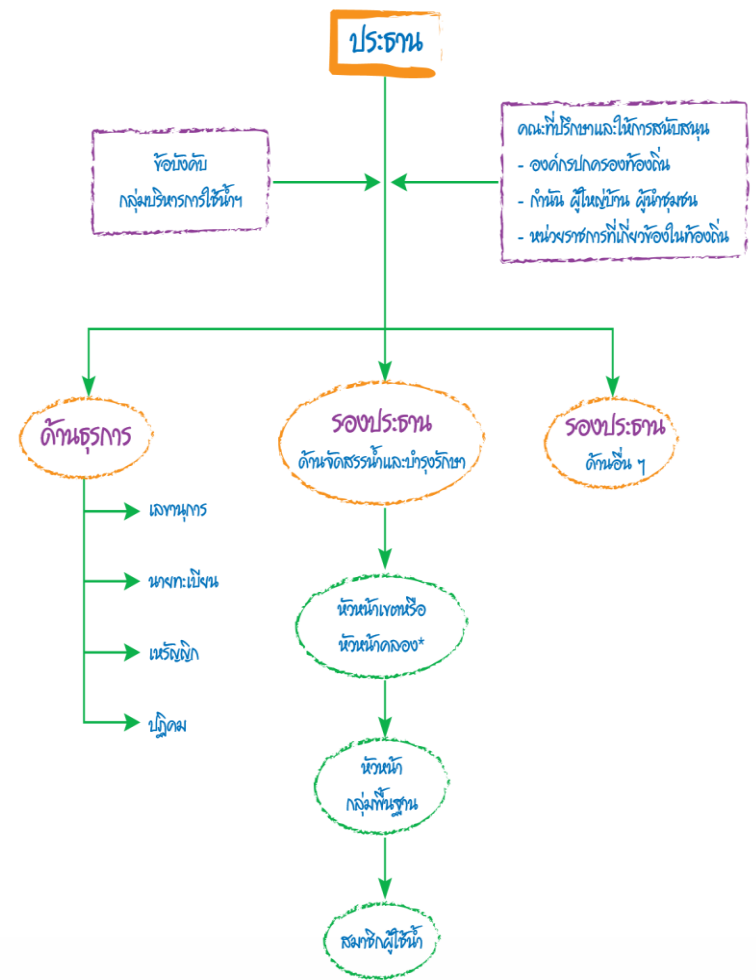 ประธาน
ข้อบังคับ
กลุ่มบริหารการใช้น้ำฯ
คณะที่ปรึกษาและให้การสนับสนุน
- องค์กรปกครองท้องถิ่น
- กำนัน ผู้ใหญ่บ้าน ผู้นำชุมชน
- หน่วยราชการที่เกี่ยวข้องในท้องถิ่น
ด้านธุรการ
เลขานุการ
นายทะเบียน
เหรัญญิก
ปฏิคม
รองประธาน
ด้านจัดสรรน้ำและบำรุงรักษา
หัวหน้าเขตหรือ
หัวหน้าคลอง*
หัวหน้า
กลุ่มพื้นฐาน
สมาชิกผู้ใช้น้ำ
รองประธาน
ด้านอื่น ๆ